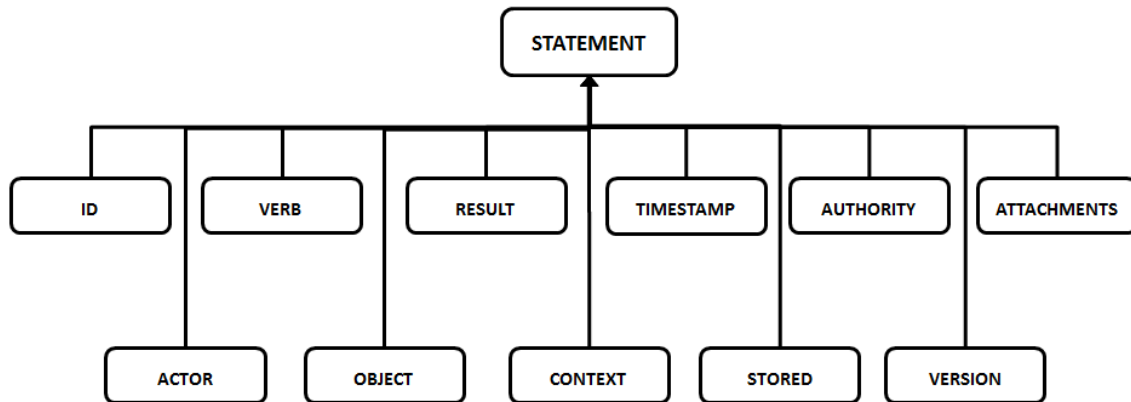 STATEMENT
ID
VERB
RESULT
TIMESTAMP
AUTHORITY
ATTACHMENTS
ACTOR
OBJECT
CONTEXT
STORED
VERSION